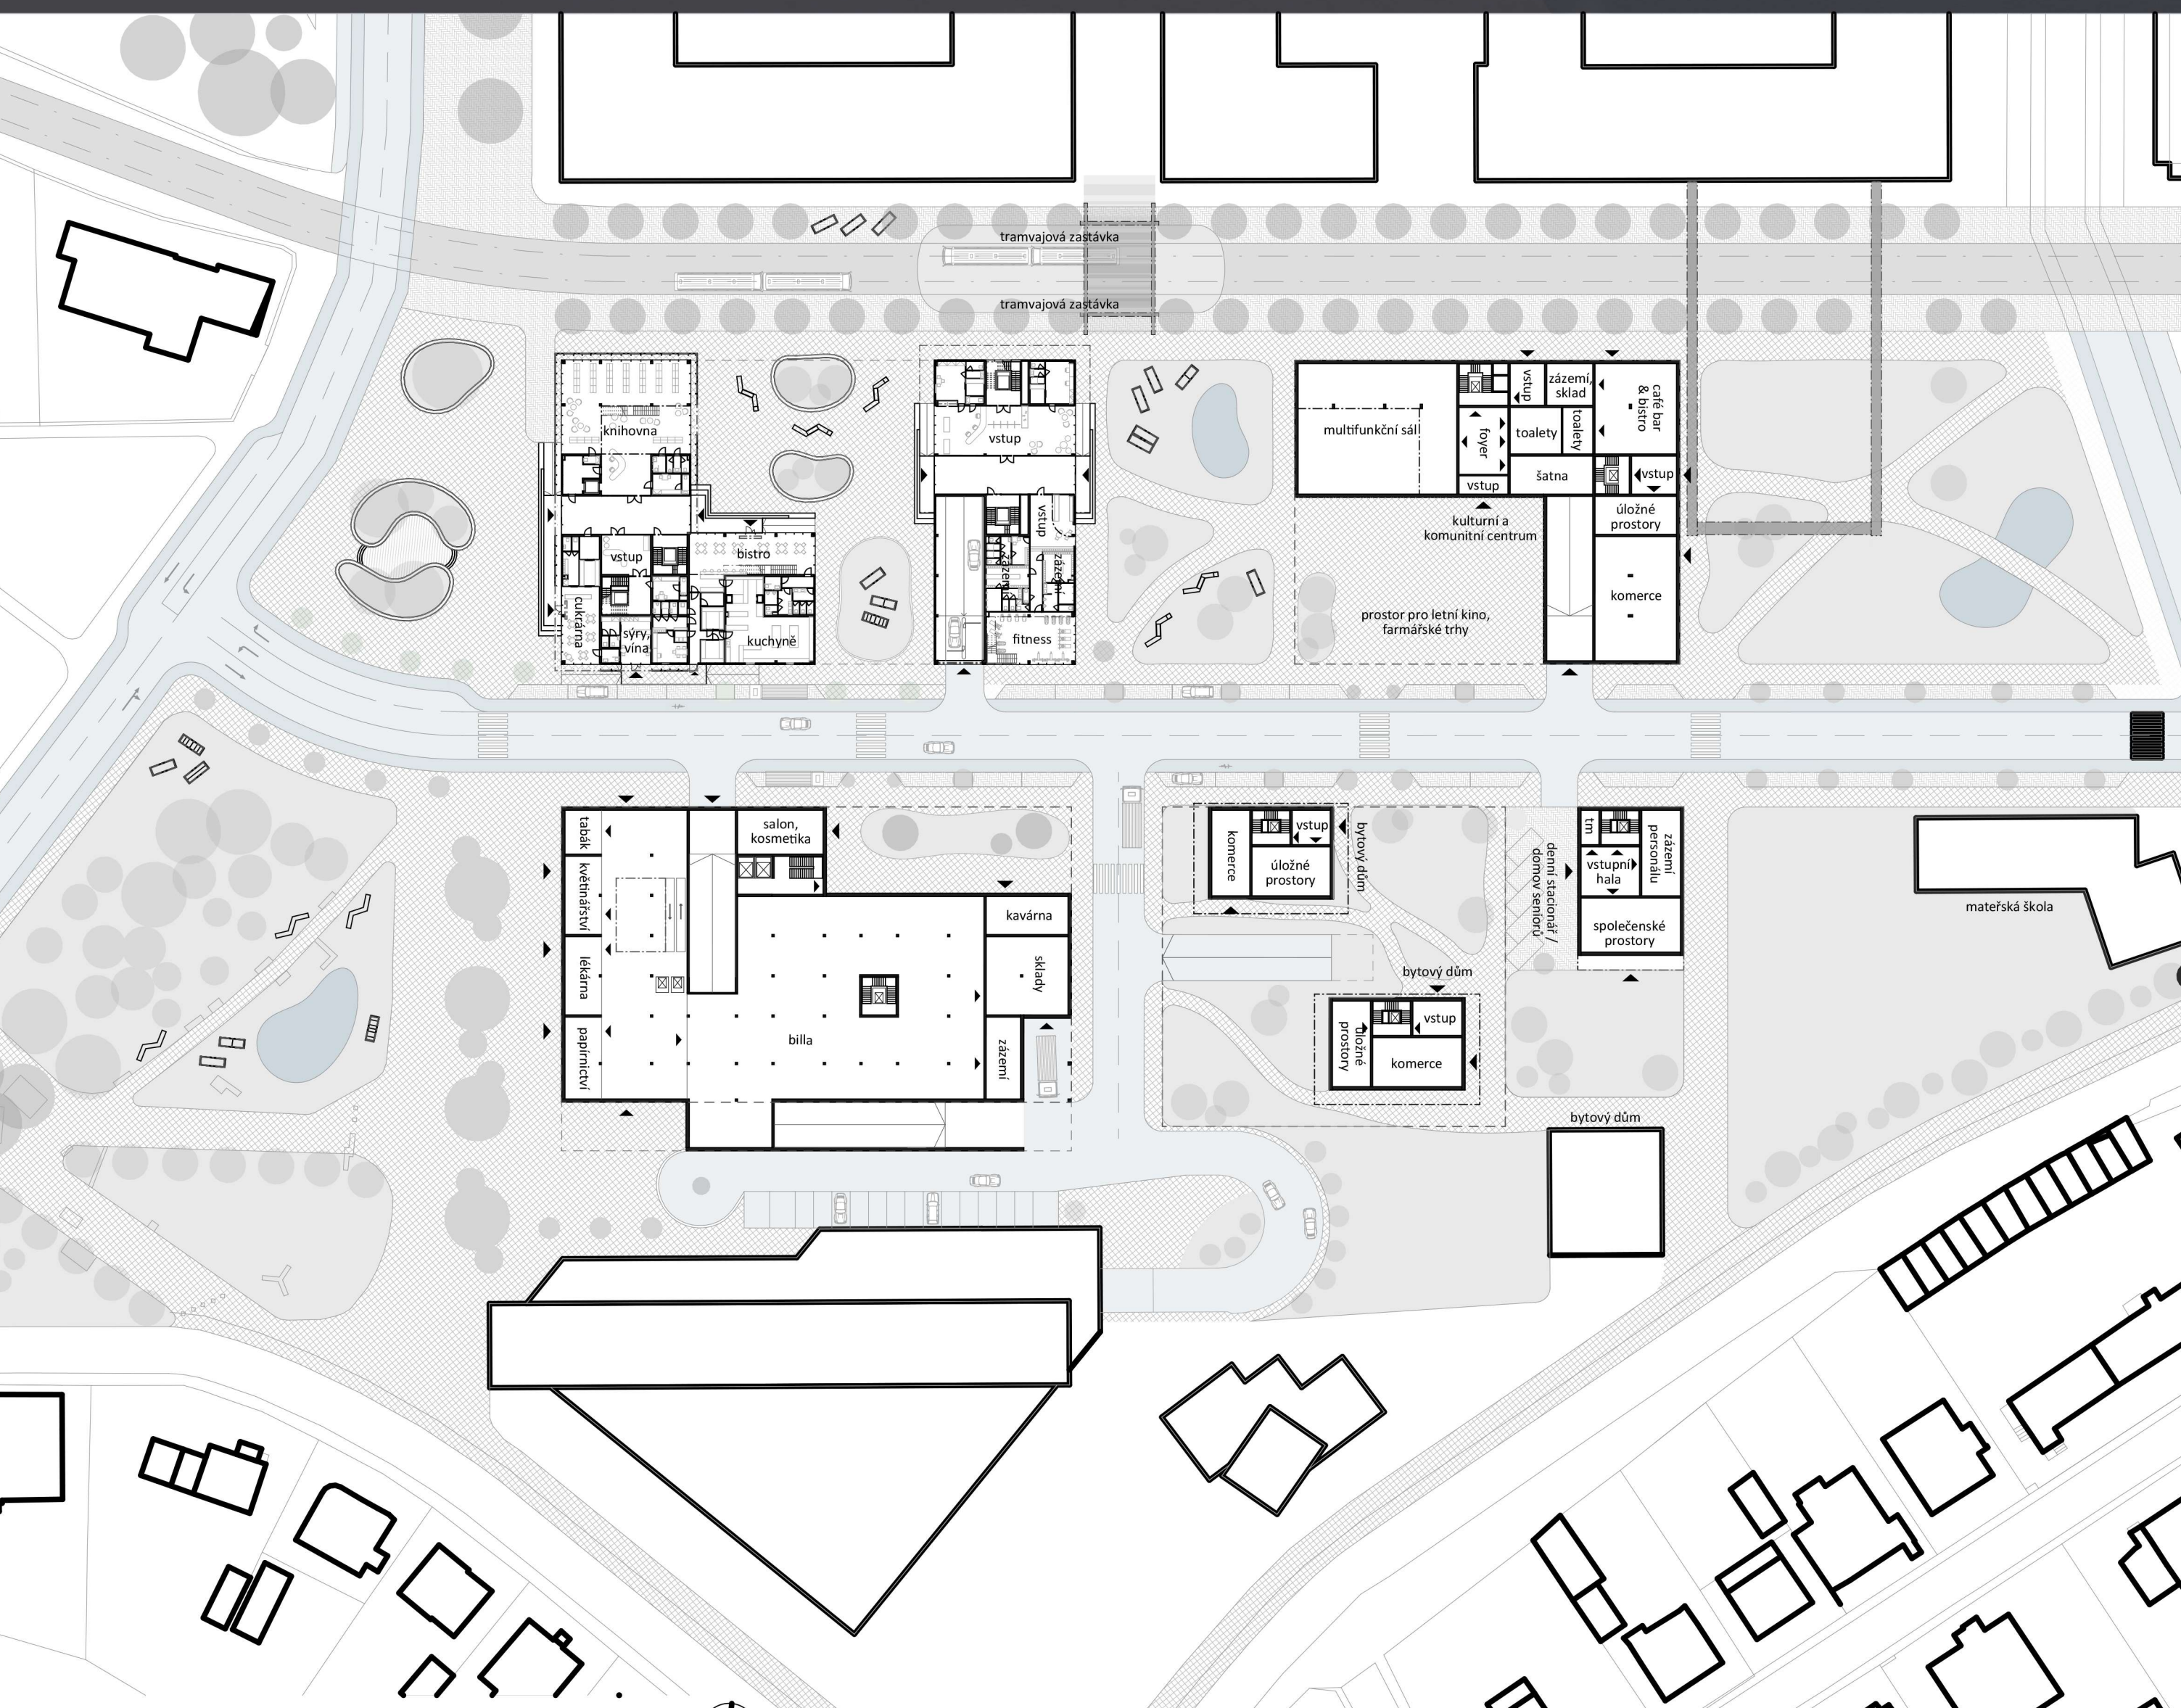 tramvajová zastávka
tramvajová zastávka
knihovna
vstup
bistro
cukrárna
sýry,
vína
kuchyně
vstup
vstup
zázemí
zázemí
fitness
multifunkční sál
foyer
vstup
vstup
zázemí,
sklad
toalety
toalety
šatna
café bar
& bistro
vstup
úložné
prostory
komerce
kulturní a
komunitní centrum
prostor pro letní kino,
farmářské trhy
tabák
květinářství
lékárna
papírnictví
salon,
kosmetika
billa
kavárna
sklady
zázemí
komerce
vstup
úložné
prostory
bytový dům
bytový dům
úložné
prostory
vstup
komerce
denní stacionář /
domov seniorů
tm
vstupní
hala
zázemí
personálu
společenské
prostory
mateřská škola
bytový dům